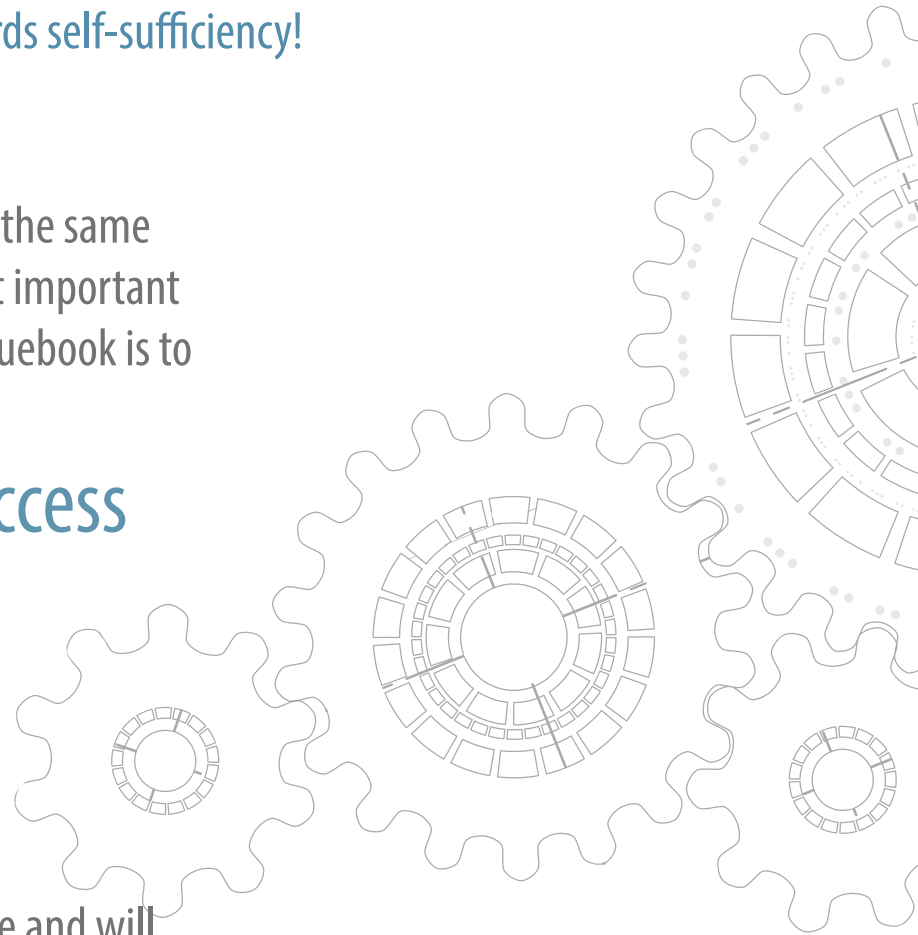 rds self-sufficiency!
the same
t important
uebook is to
ccess
e and will